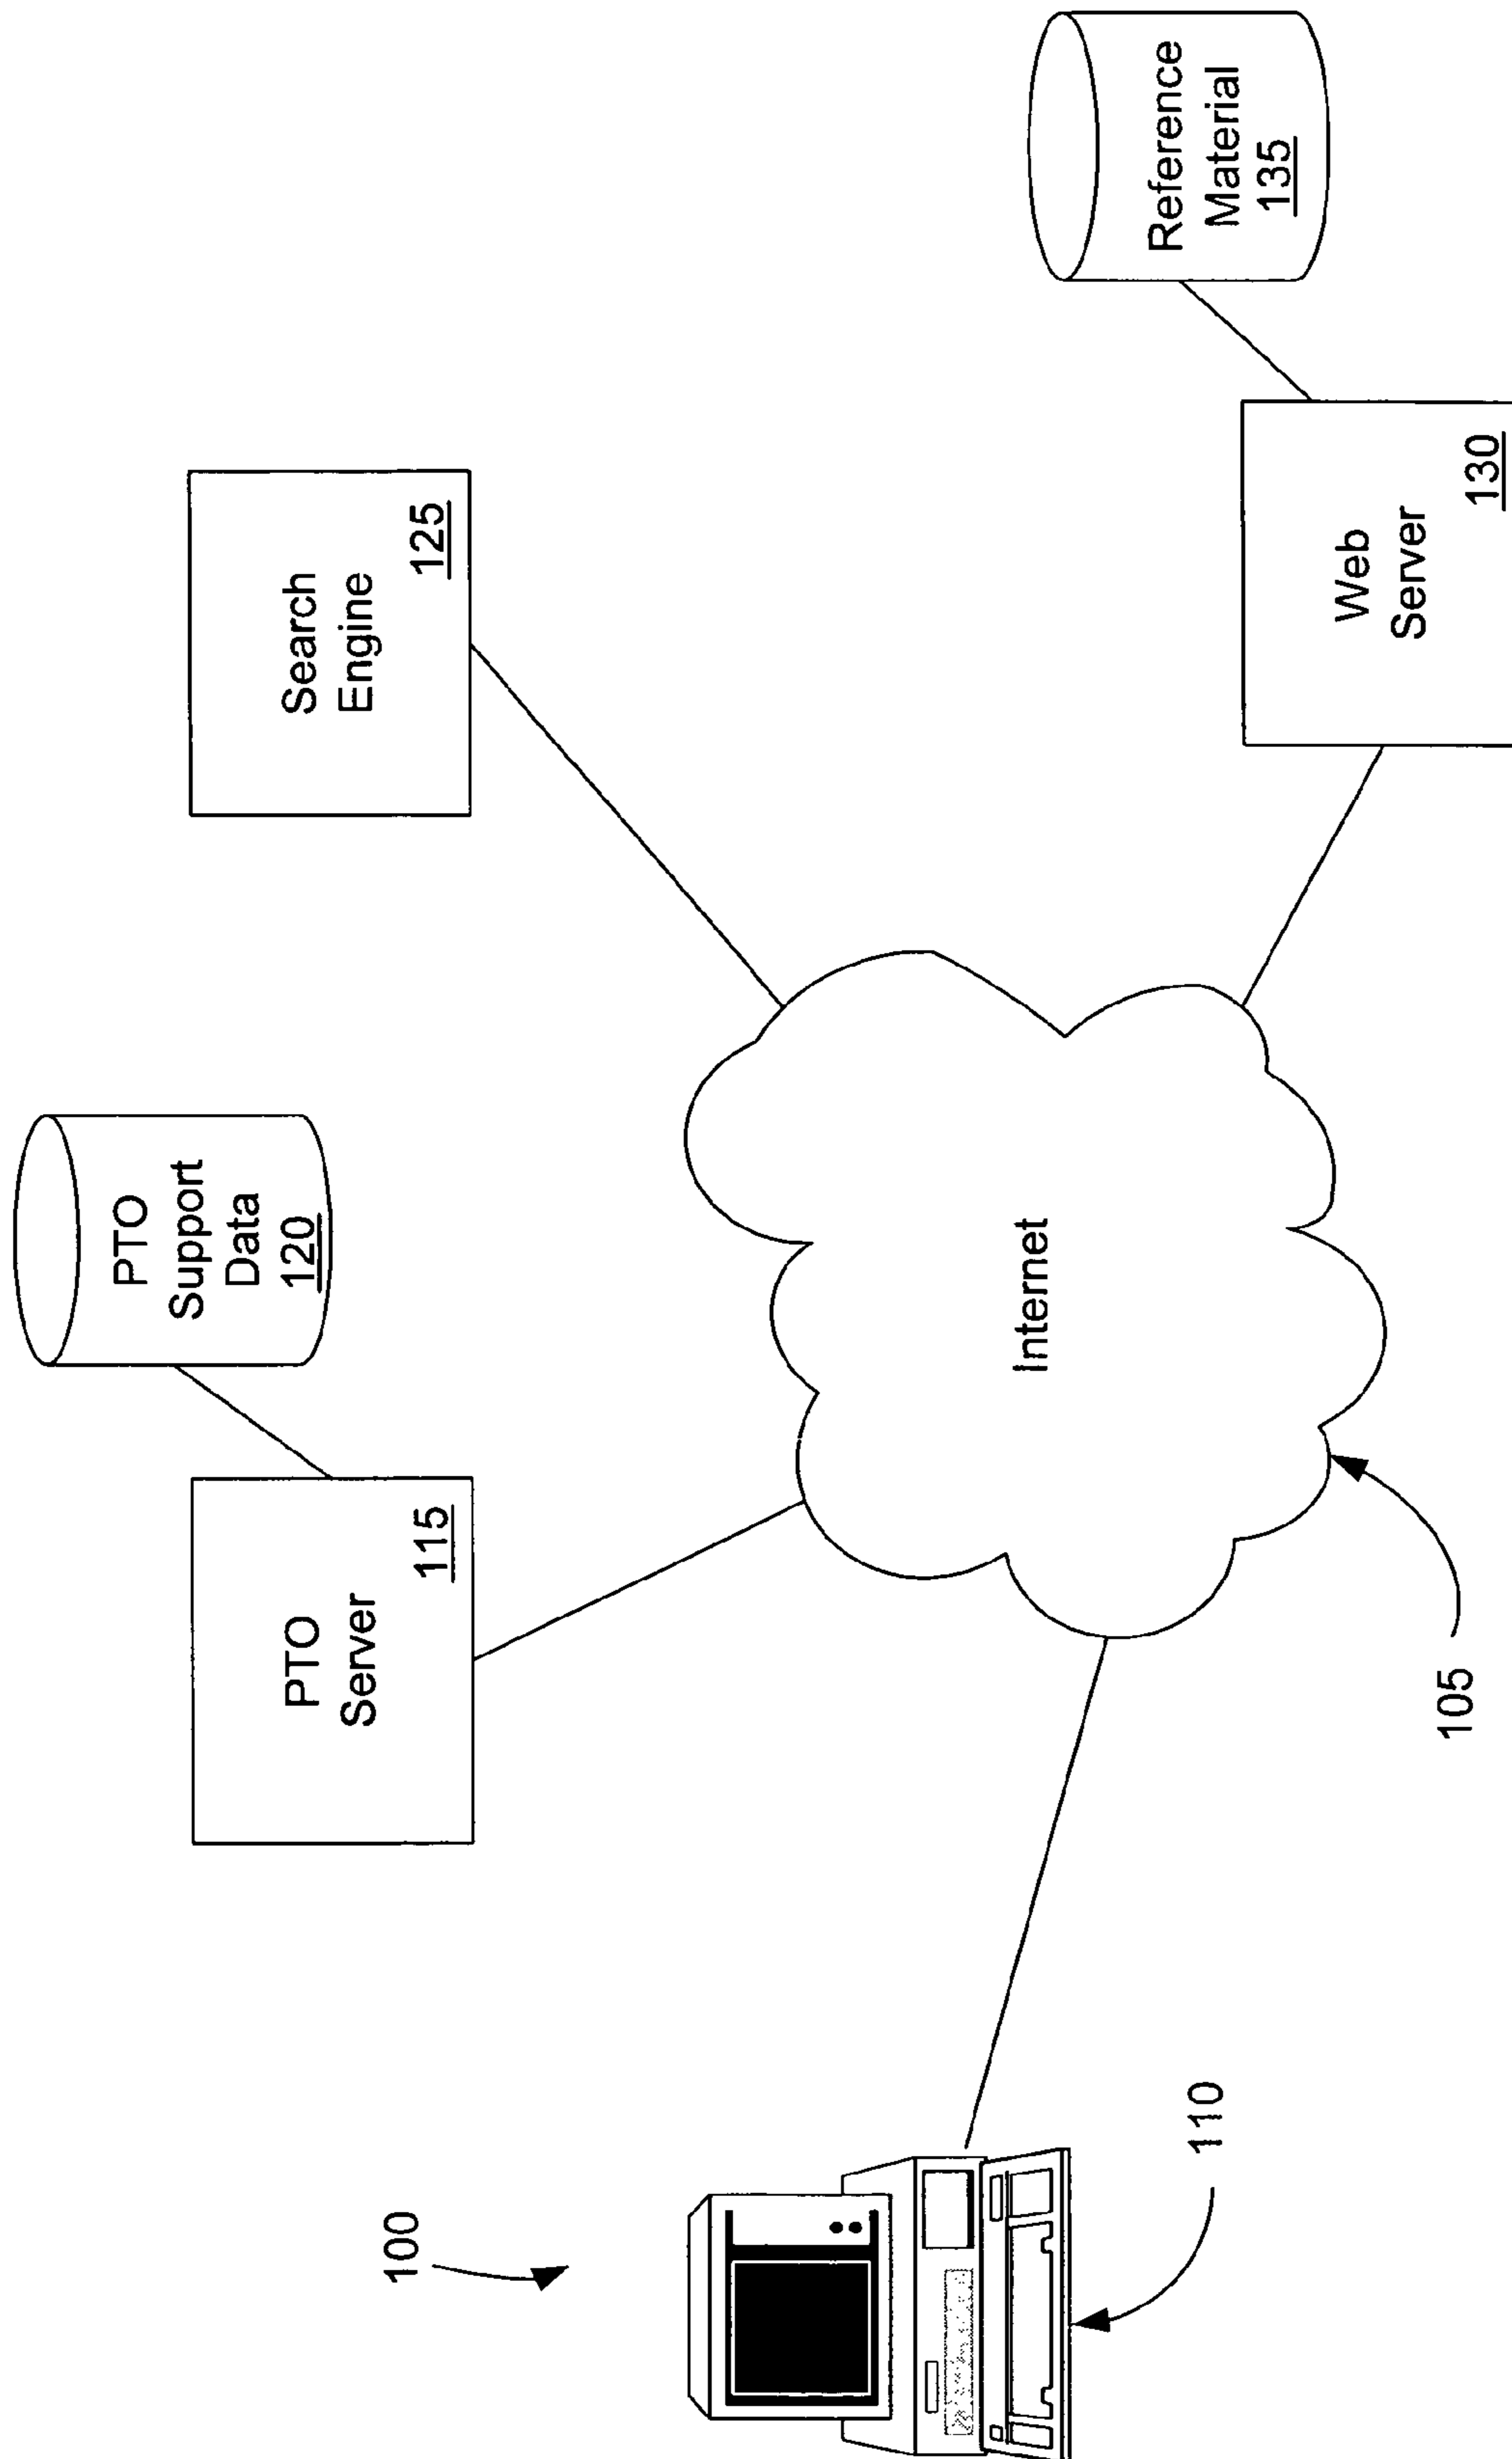 PTO
Support
Data
120
PTO
Server
115
Search
Engine
125
100
Internet
110
105
Web
Server
130
Reference
Material
135